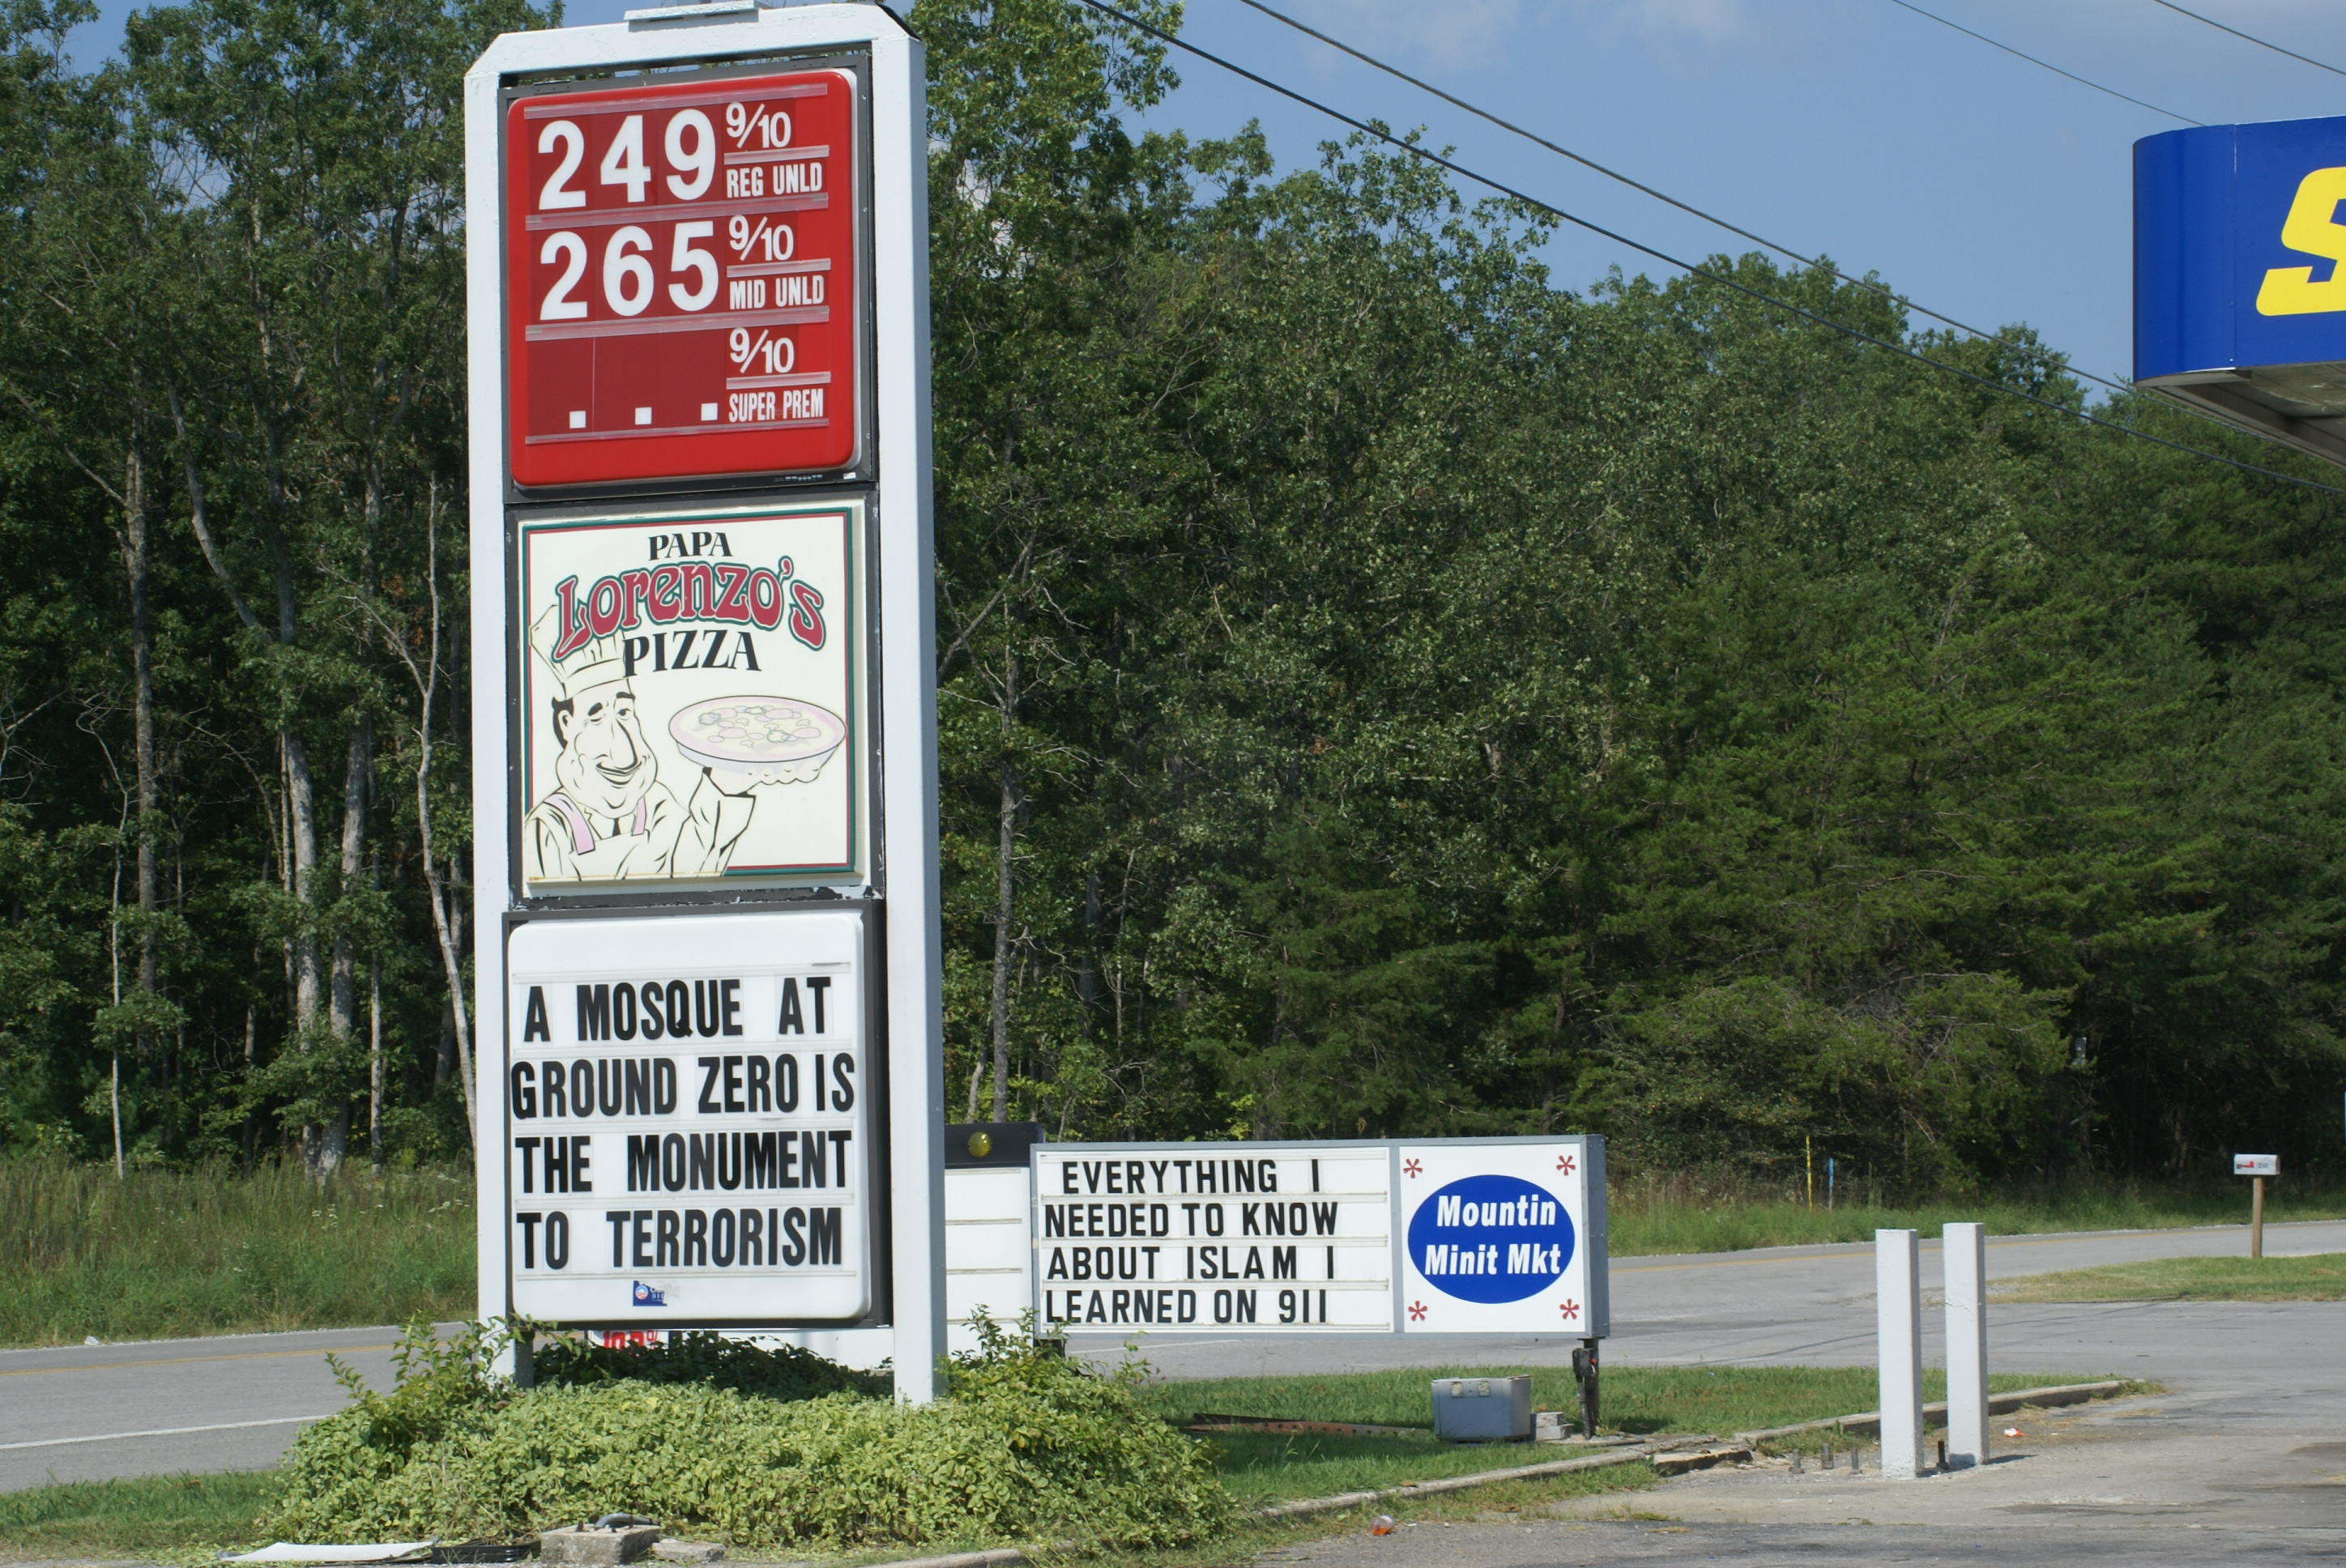 249 9/10
REG UNLD
265 9/10
MID UNLD
9/10
. . . SUPER PREM
PAPA
LORENZO'S
PIZZA
A MOSQUE AT
GROUND ZERO IS
THE MONUMENT
TO TERRORISM
EVERYTHING I
NEEDED TO KNOW
ABOUT ISLAM I
LEARNED ON 911
Mountin
Minit Mkt
S